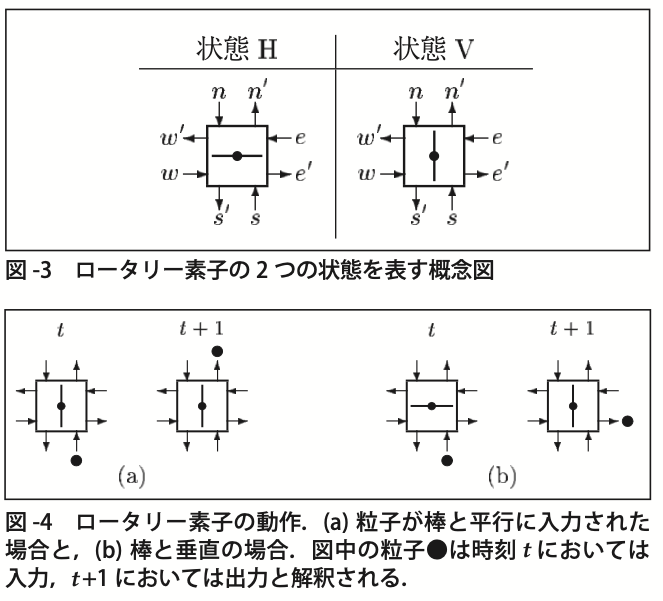 状態 H 状態 V
n n′ n n′
w′ e w′ e
w e′ w e′
s′ s s′ s
図 -3 ロータリー素子の 2 つの状態を表す概念図
t t + 1 t t + 1
(a) (b)
図 -4 ロータリー素子の動作．(a) 粒子が棒と平行に入力された
場合と，(b) 棒と垂直の場合．図中の粒子●は時刻 t においては
入力，t+1 においては出力と解釈される．